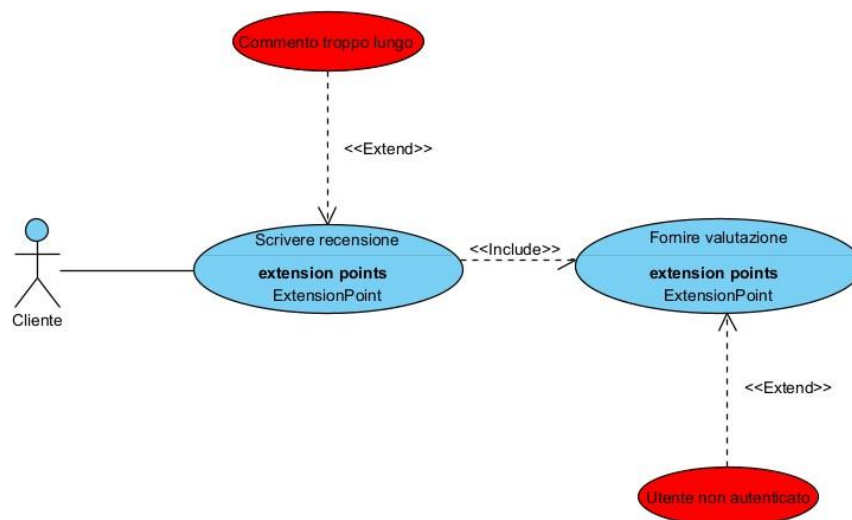 Commento troppo lungo
<<Extend>>
Scrivere recensione
extension points
ExtensionPoint
<<Include>>
Fornire valutazione
extension points
ExtensionPoint
Cliente
<<Extend>>
Utente non autenticato